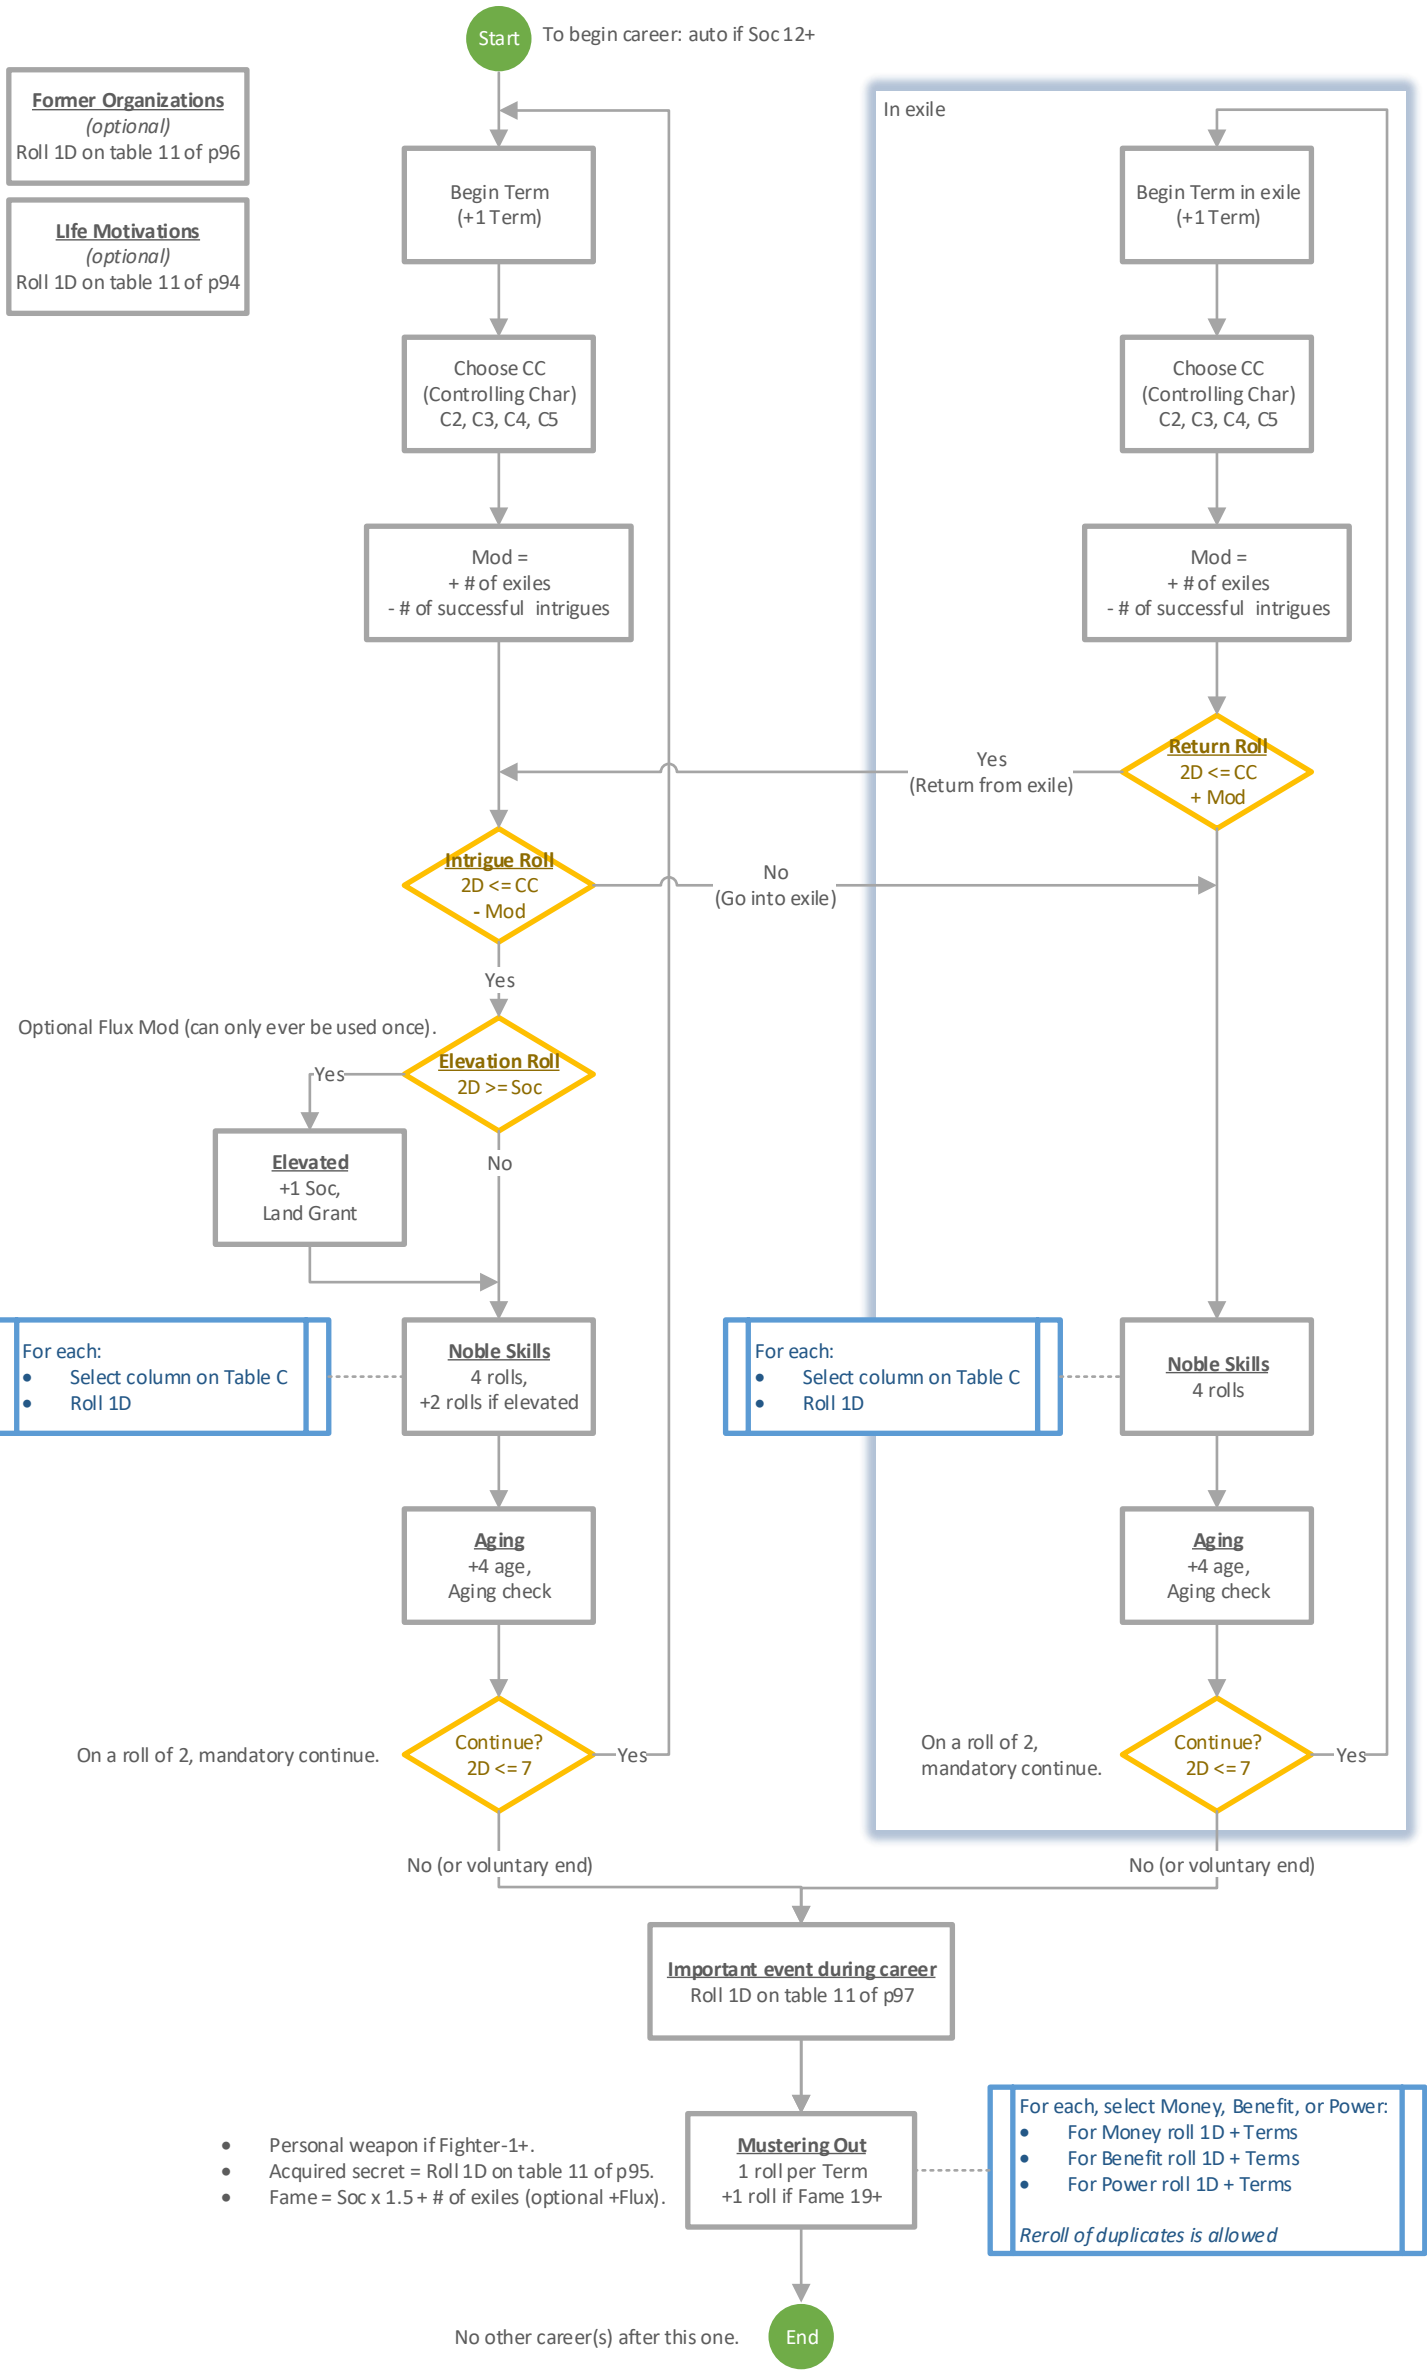 Start
To begin career: auto if Soc 12+
Former Organizations
(optional)
Roll 1D on table 11 of p96
LIfe Motivations
(optional)
Roll 1D on table 11 of p94
Begin Term
(+1 Term)
Choose CC
(Controlling Char)
C2, C3, C4, C5
Mod =
+ # of exiles
- # of successful intrigues
In exile
Begin Term in exile
(+1 Term)
Choose CC
(Controlling Char)
C2, C3, C4, C5
Mod =
+ # of exiles
- # of successful intrigues
Return Roll
2D <= CC
+ Mod
Yes
(Return from exile)
Intrigue Roll
2D <= CC
- Mod
No
(Go into exile)
Yes
Optional Flux Mod (can only ever be used once).
Elevation Roll
2D >= Soc
Yes
No
Elevated
+1 Soc,
Land Grant
For each:
• Select column on Table C
• Roll 1D
Noble Skills
4 rolls,
+2 rolls if elevated
For each:
• Select column on Table C
• Roll 1D
Noble Skills
4 rolls
Aging
+4 age,
Aging check
Aging
+4 age,
Aging check
On a roll of 2, mandatory continue.
Continue?
2D <= 7
Yes
On a roll of 2,
mandatory continue.
Continue?
2D <= 7
Yes
No (or voluntary end)
No (or voluntary end)
Important event during career
Roll 1D on table 11 of p97
• Personal weapon if Fighter-1+.
• Acquired secret = Roll 1D on table 11 of p95.
• Fame = Soc x 1.5 + # of exiles (optional +Flux).
Mustering Out
1 roll per Term
+1 roll if Fame 19+
For each, select Money, Benefit, or Power:
• For Money roll 1D + Terms
• For Benefit roll 1D + Terms
• For Power roll 1D + Terms
Reroll of duplicates is allowed
No other career(s) after this one.
End